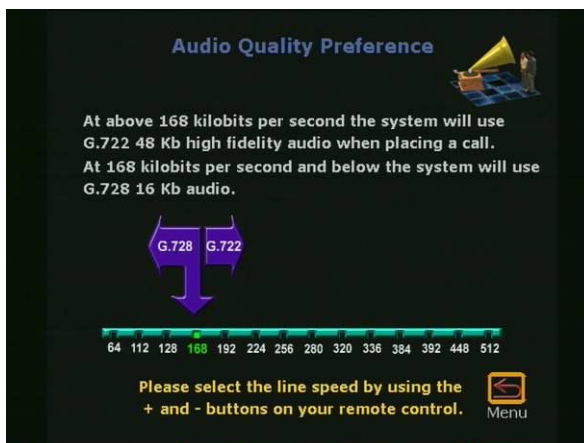 Audio Quality Preference
At above 168 kilobits per second the system will use
G.722 48 Kb high fidelity audio when placing a call.
At 168 kilobits per second and below the system will use
G.728 16 Kb audio.
G.728 G.722
64 112 128 168 192 224 256 280 320 336 384 392 448 512
Please select the line speed by using the
+ and - buttons on your remote control.
Menu